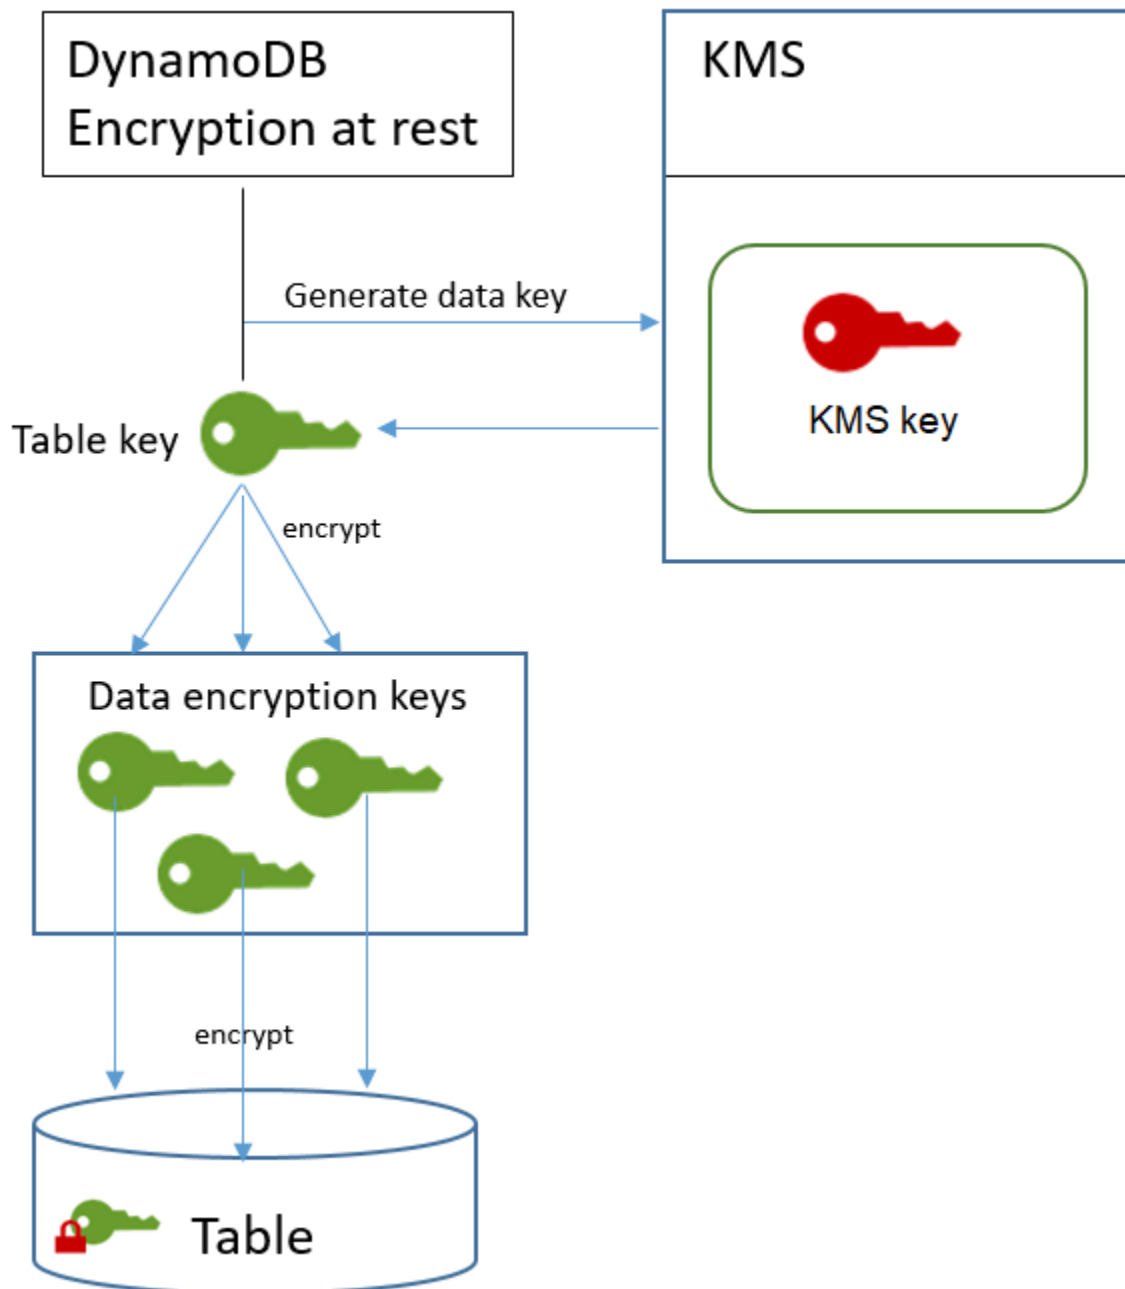 DynamoDB
Encryption at rest
KMS
Generate data key
KMS key
Table key
encrypt
Data encryption keys
encrypt
Table